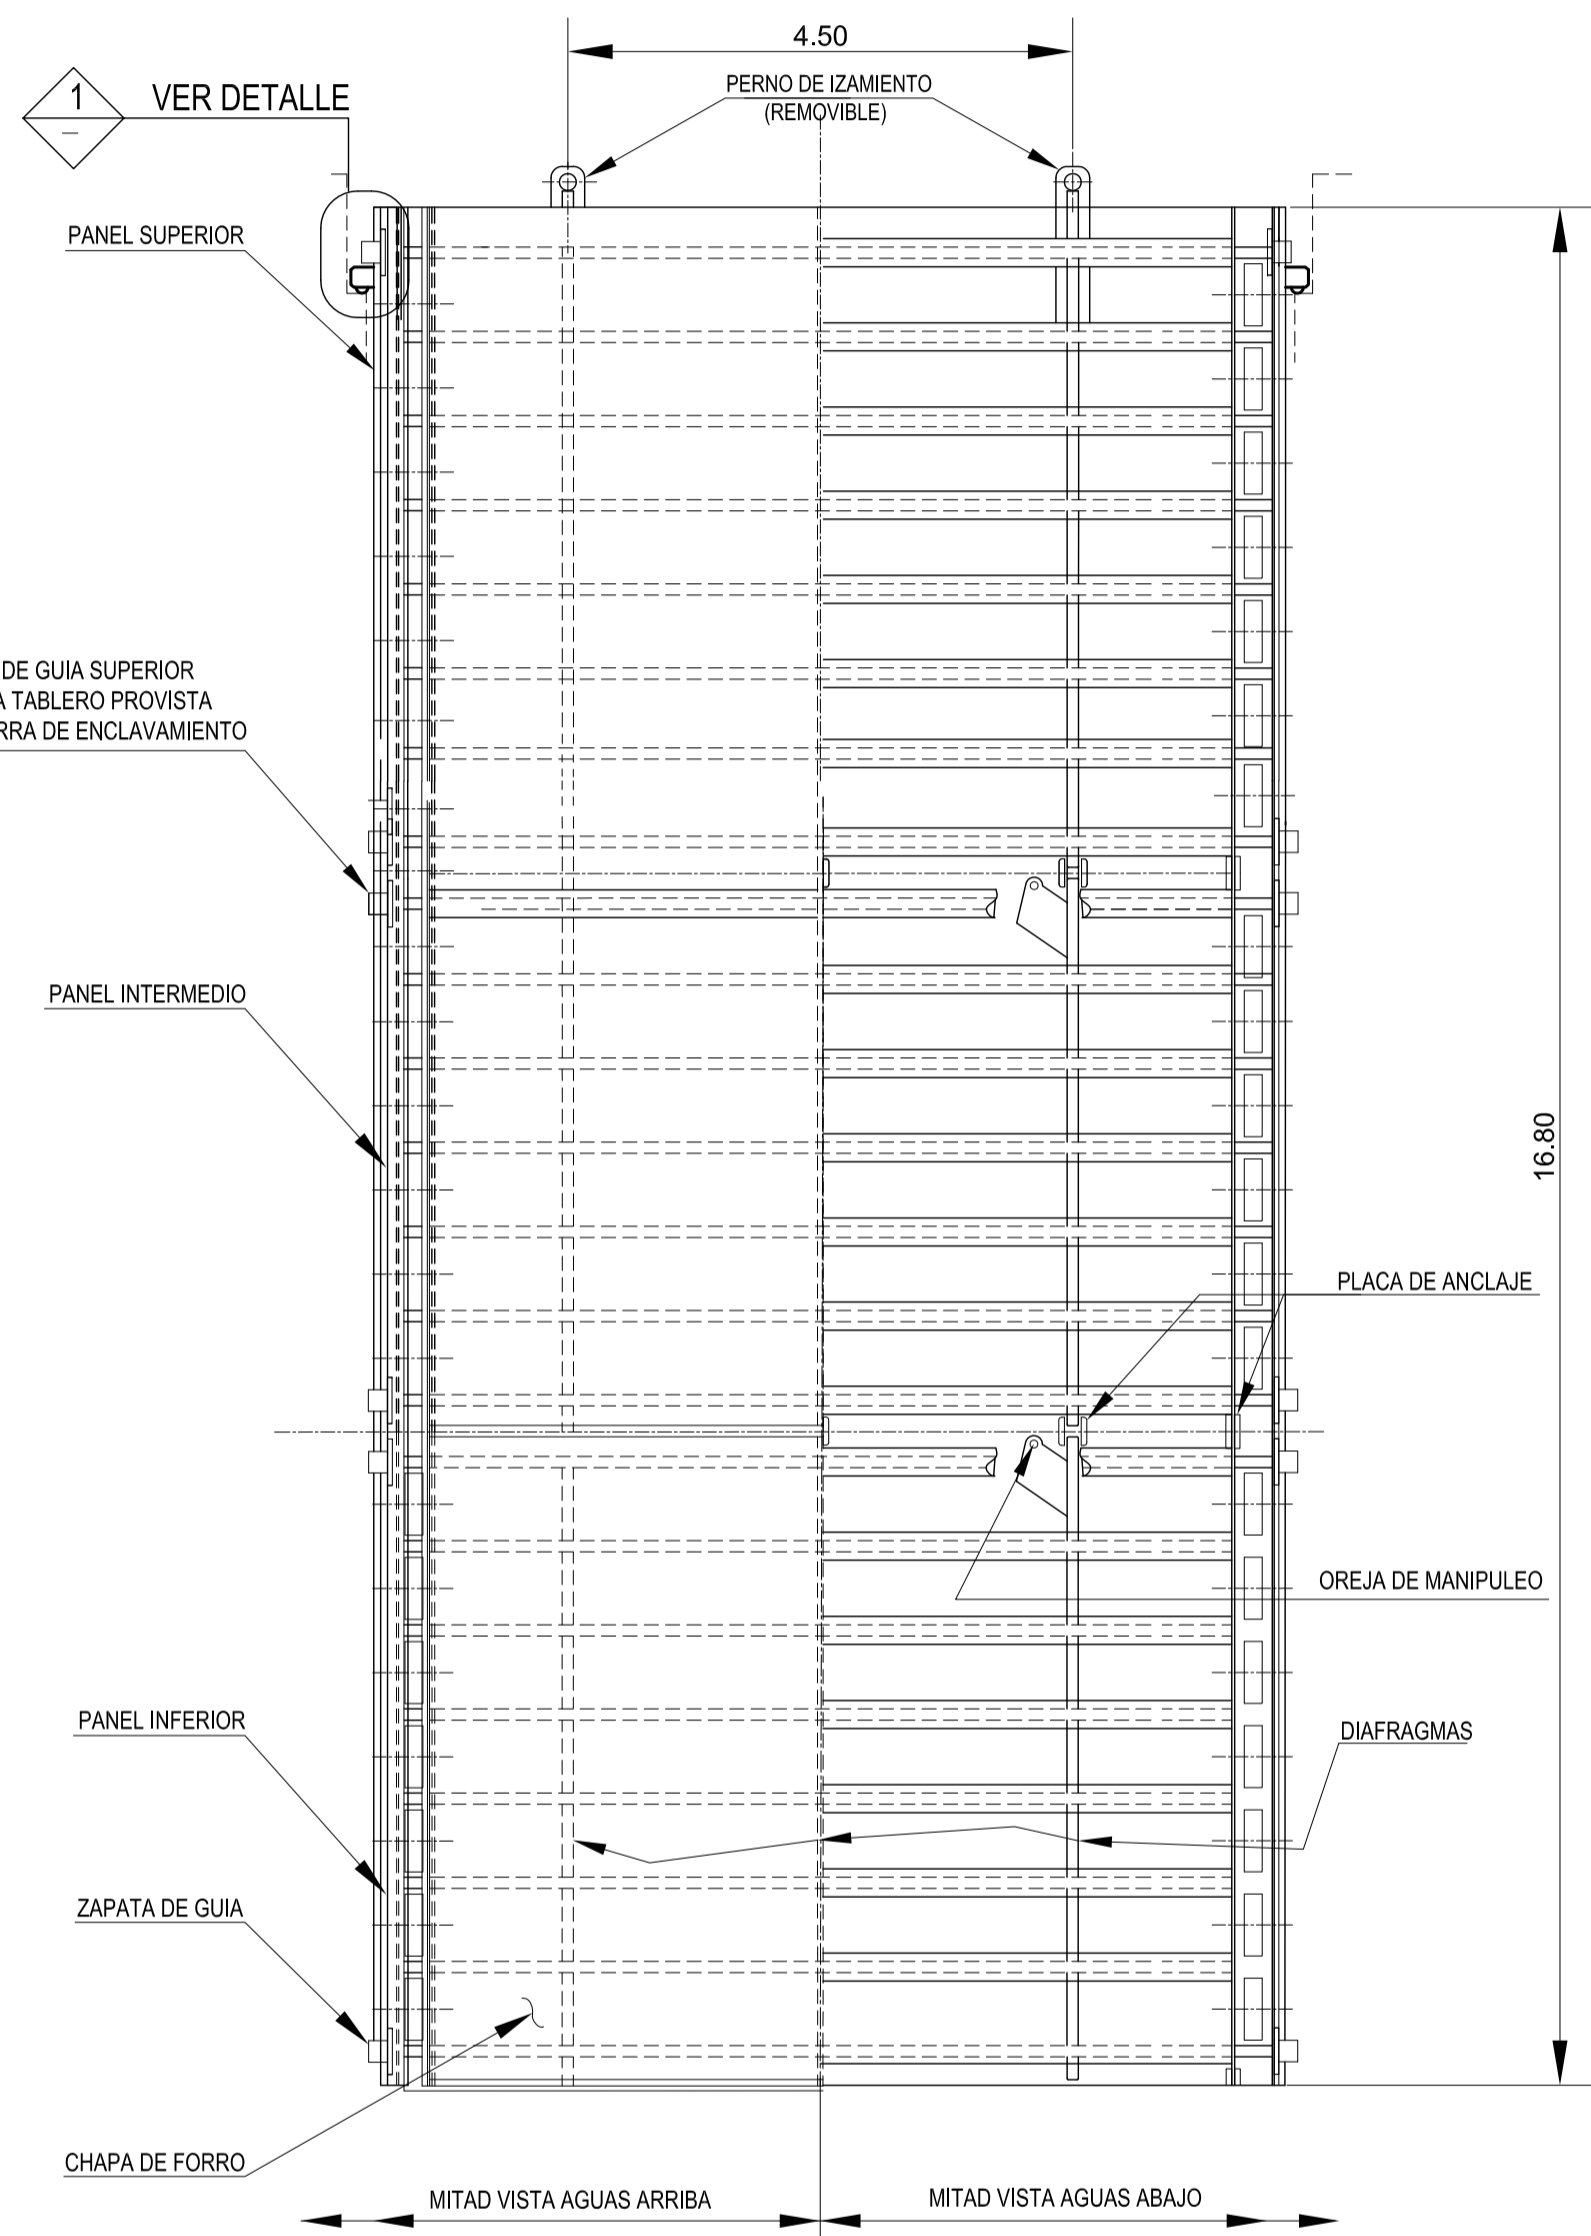 4.50
PERNO DE IZAMIENTO
(REMOVIBLE)
1
VER DETALLE
–
PANEL SUPERIOR
DE GUIA SUPERIOR
A TABLERO PROVISTA
RRA DE ENCLAVAMIENTO
PANEL INTERMEDIO
16.80
PLACA DE ANCLAJE
OREJA DE MANIPULEO
PANEL INFERIOR
DIAFRAGMAS
ZAPATA DE GUIA
CHAPA DE FORRO
MITAD VISTA AGUAS ARRIBA
MITAD VISTA AGUAS ABAJO